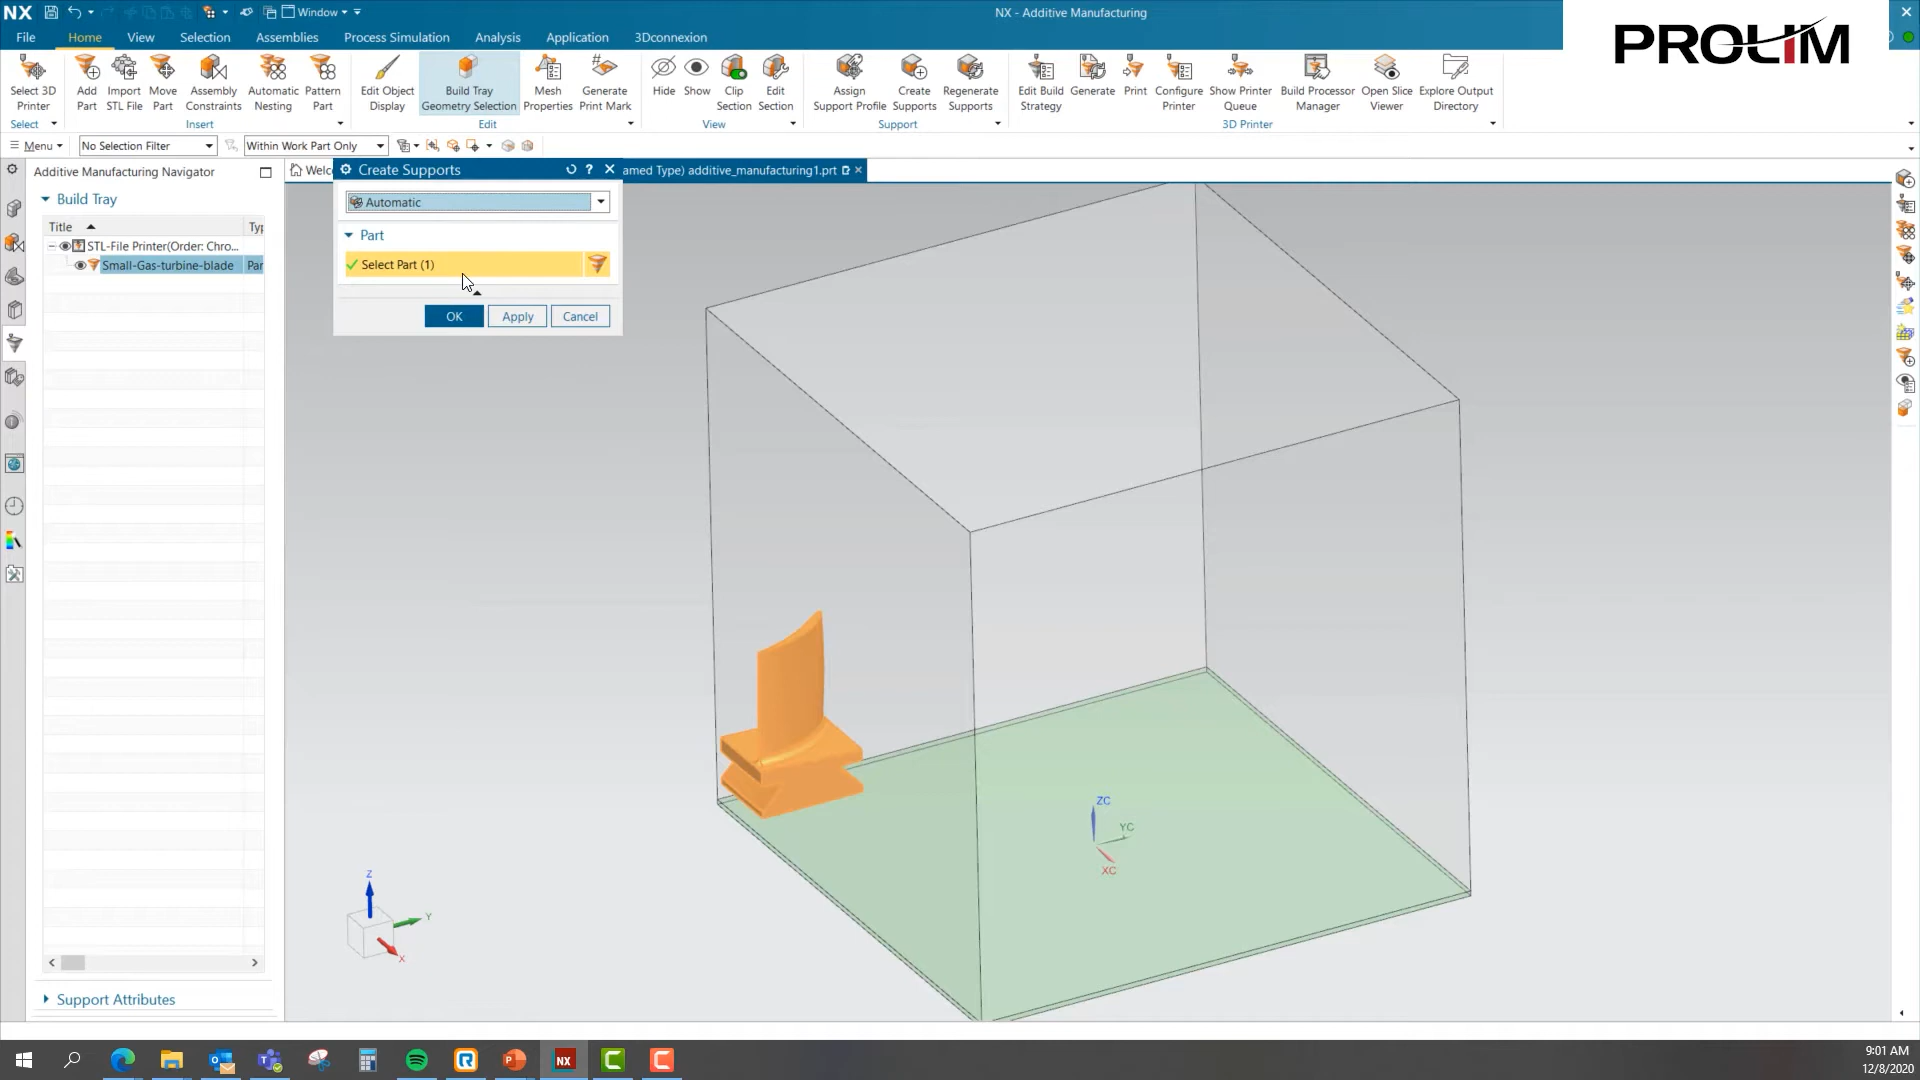 NX
Window
NX - Additive Manufacturing
PROLIM
File
Home
View
Selection
Assemblies
Process Simulation
Analysis
Application
3Dconnexion
Select 3D
Printer
Add
Part
Import
STL File
Move
Part
Assembly
Constraints
Automatic
Nesting
Pattern
Part
Edit Object
Display
Build Tray
Geometry Selection
Mesh
Properties
Generate
Print Mark
Hide
Show
Clip
Section
Edit
Section
Assign
Support Profile
Create
Supports
Regenerate
Supports
Edit Build
Strategy
Generate
Print
Configure
Printer
Show Printer
Queue
Build Processor
Manager
Open Slice
Viewer
Explore Output
Directory
Select
Insert
Edit
View
Support
3D Printer
Menu
No Selection Filter
Within Work Part Only
Additive Manufacturing Navigator
Welc
Create Supports
amed Type) additive_manufacturing1.prt
Build Tray
Automatic
Title
Typ
STL-File Printer(Order: Chro...
Part
Small-Gas-turbine-blade
Par
Select Part (1)
OK
Apply
Cancel
ZC
YC
XC
Z
Y
X
Support Attributes
NX
9:01 AM
12/8/2020